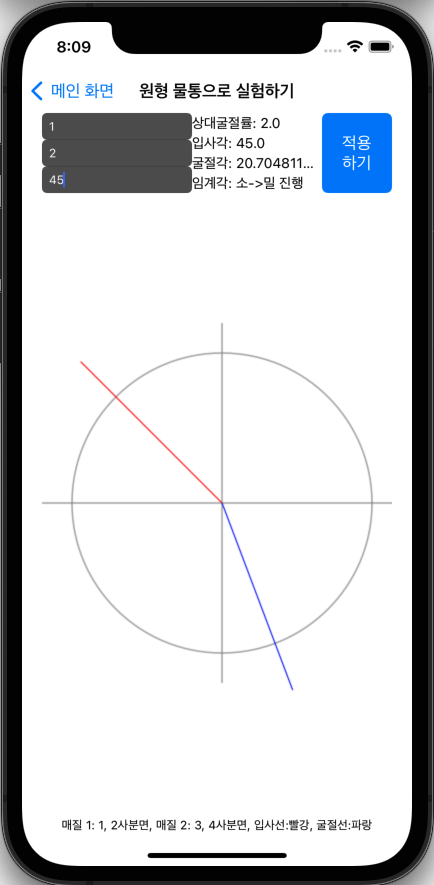 8:09
메인 화면
원형 물통으로 실험하기
1
2
45
상대굴절률: 2.0
입사각: 45.0
굴절각: 20.704811...
임계각: 소->밀 진행
적용
하기
매질 1: 1, 2사분면, 매질 2: 3, 4사분면, 입사선:빨강, 굴절선:파랑